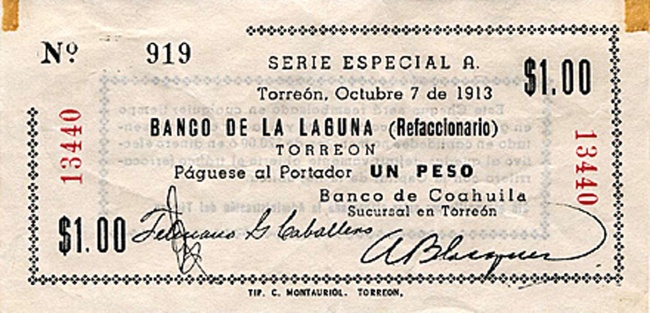 Nº 919
SERIE ESPECIAL A.
$1.00
Torreón, Octubre 7 de 1913
13440
BANCO DE LA LAGUNA (Refaccionario)
TORREON
13440
Páguese al Portador UN PESO
Banco de Coahuila
Sucursal en Torreón
$1.00
Feliciano G Caballero
TIP. C. MONTAURIOL. TORREON.